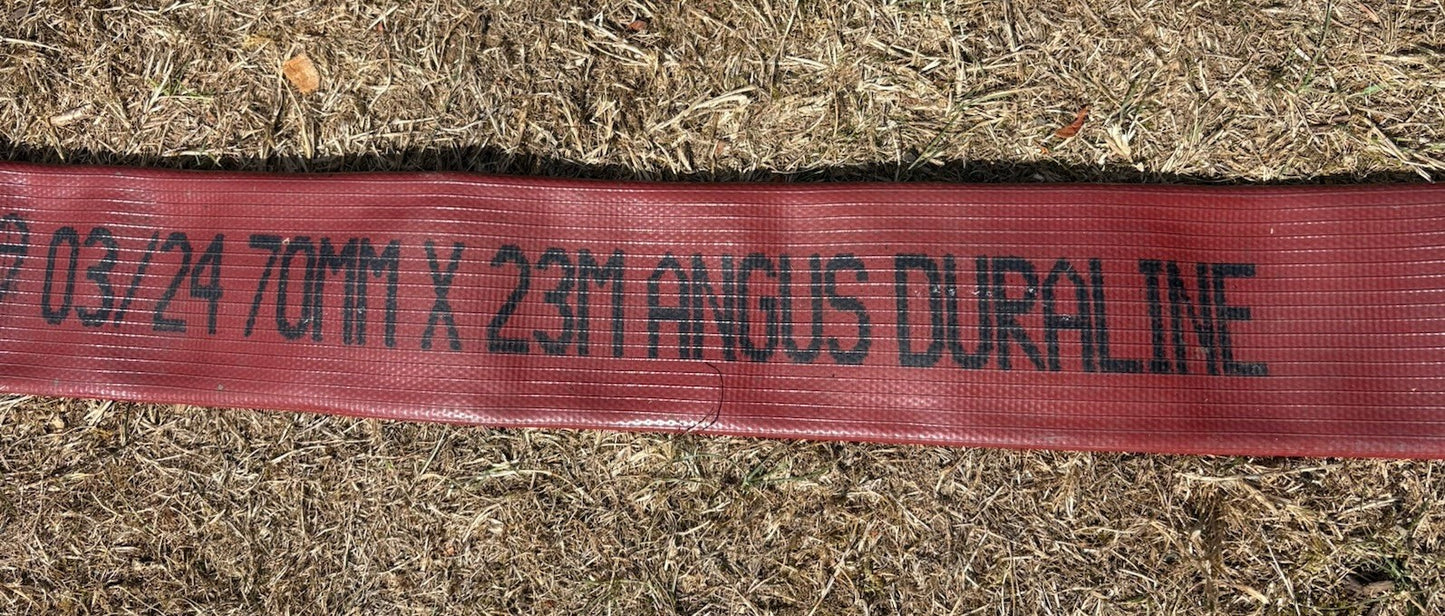 03/24 70MM X 23M ANGUS DURALINE